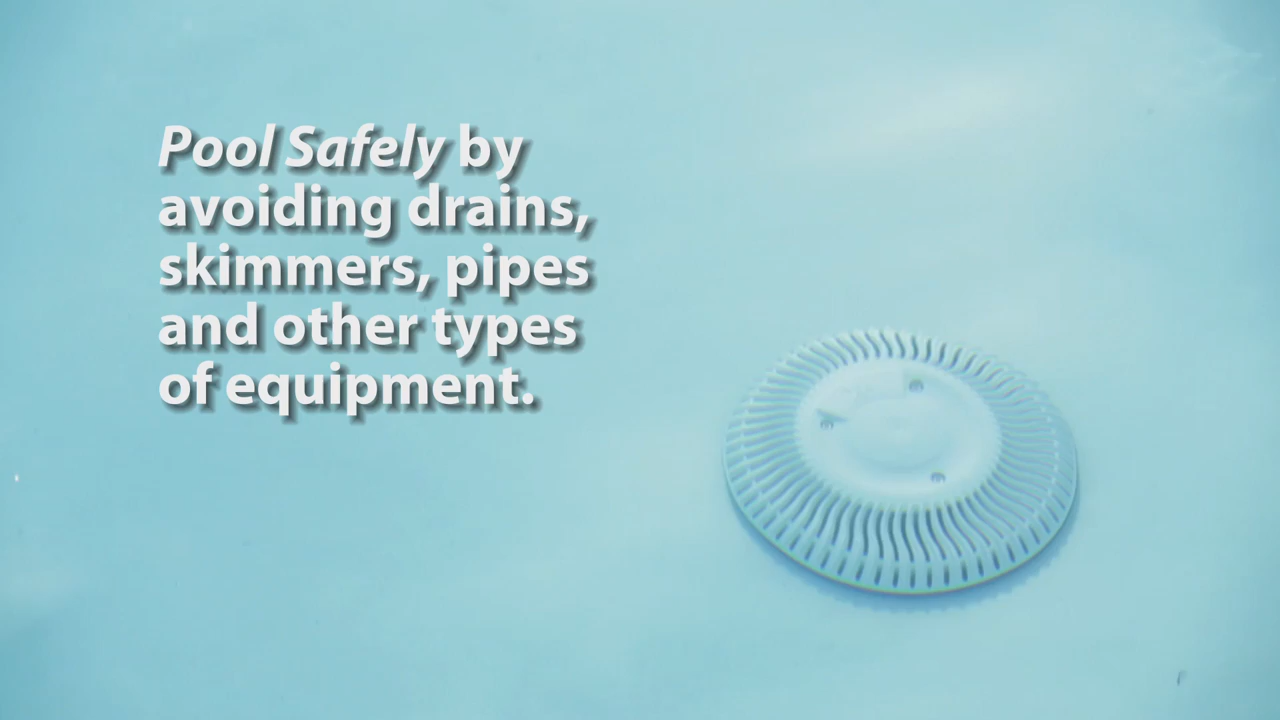 Pool Safely by
avoiding drains,
skimmers, pipes
and other types
of equipment.